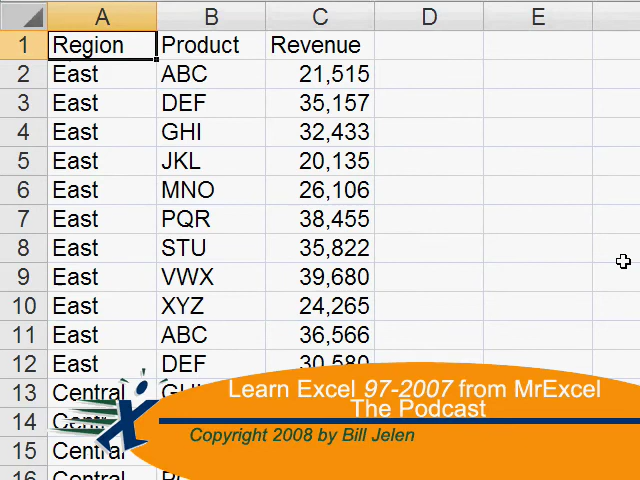 A B C D E
1 Region Product Revenue
2 East ABC 21,515
3 East DEF 35,157
4 East GHI 32,433
5 East JKL 20,135
6 East MNO 26,106
7 East PQR 38,455
8 East STU 35,822
9 East VWX 39,680
10 East XYZ 24,265
11 East ABC 36,566
12 East DEF 30,580
13 Central
14
15 Central
16 Central
Learn Excel 97-2007 from MrExcel
The Podcast
Copyright 2008 by Bill Jelen